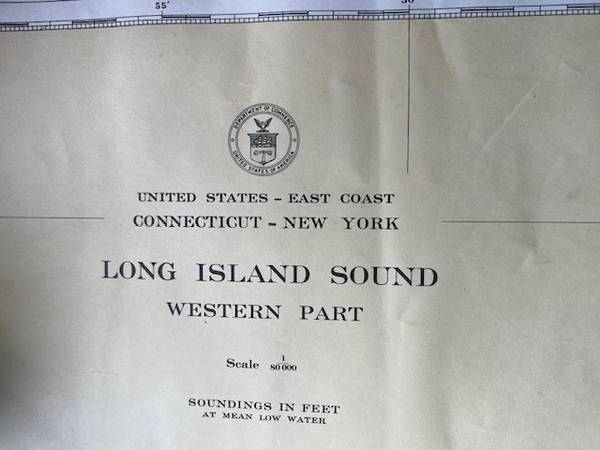 55'
DEPARTMENT OF COMMERCE
UNITED STATES OF AMERICA
UNITED STATES - EAST COAST
CONNECTICUT - NEW YORK
LONG ISLAND SOUND
WESTERN PART
Scale 1/80 000
SOUNDINGS IN FEET
AT MEAN LOW WATER